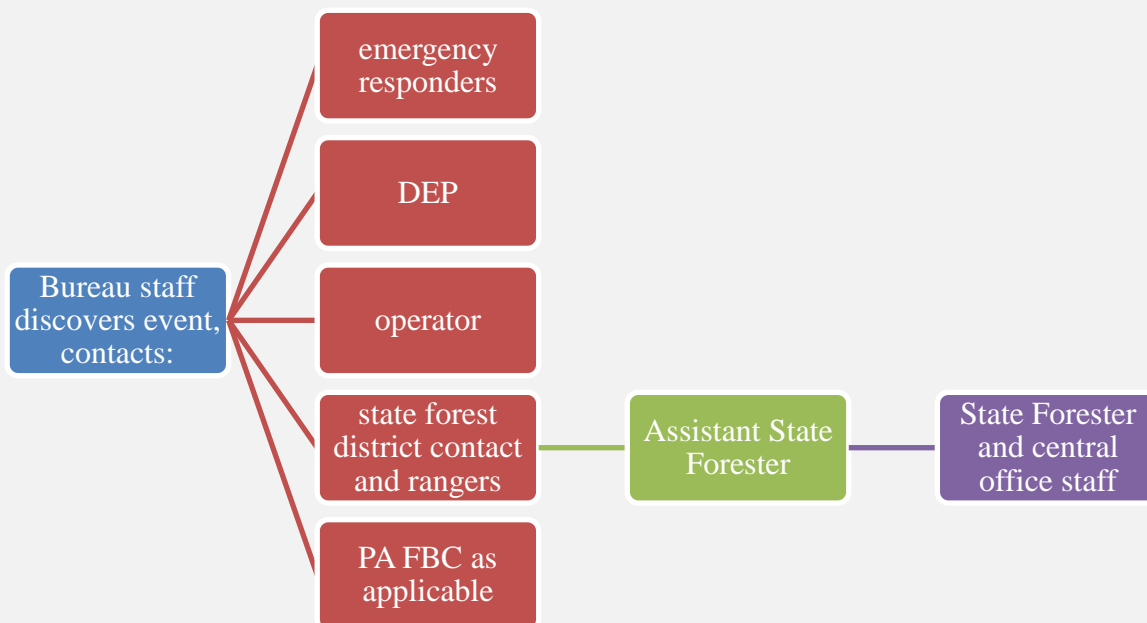 Bureau staff
discovers event,
contacts:
emergency
responders
DEP
operator
state forest
district contact
and rangers
PA FBC as
applicable
Assistant State
Forester
State Forester
and central
office staff